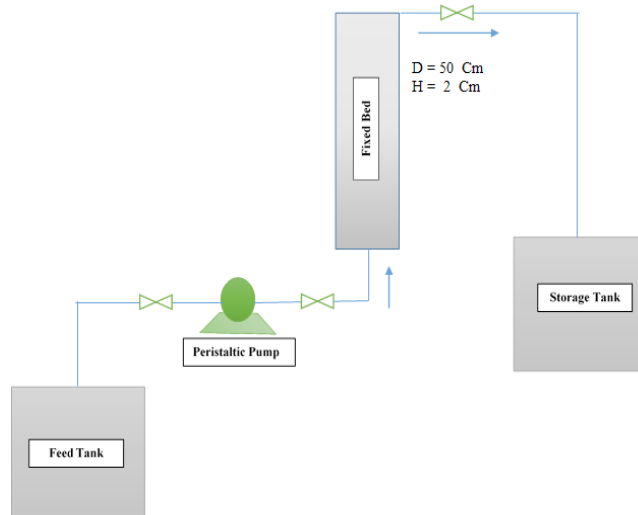 D = 50 Cm
H = 2 Cm
Fixed Bed
Storage Tank
Peristaltic Pump
Feed Tank